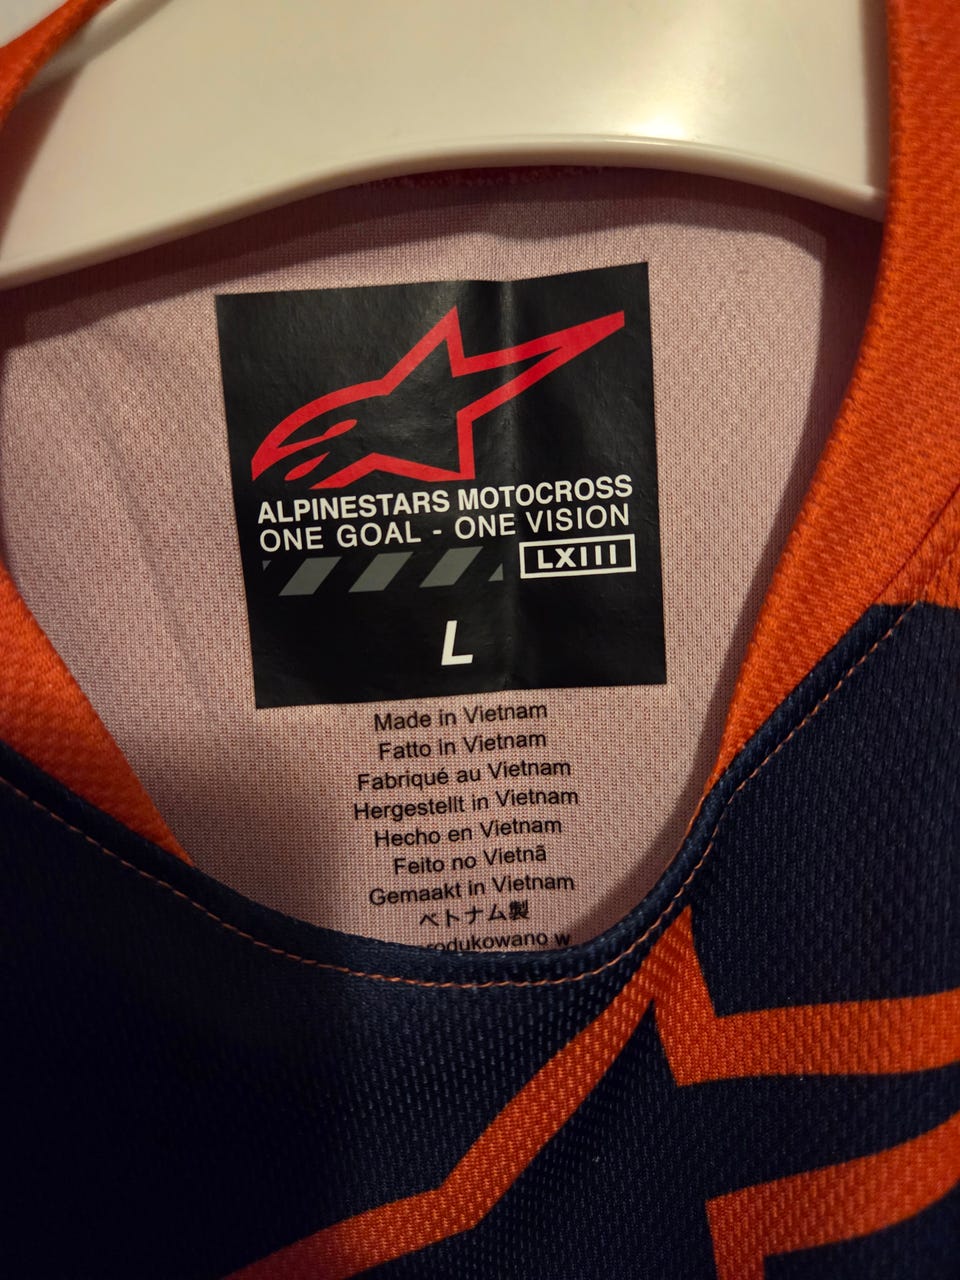 ALPINESTARS MOTOCROSS
ONE GOAL - ONE VISION
LXIII
L
Made in Vietnam
Fatto in Vietnam
Fabriqué au Vietnam
Hergestellt in Vietnam
Hecho en Vietnam
Feito no Vietnã
Gemaakt in Vietnam
ベトナム製
rodukowano w